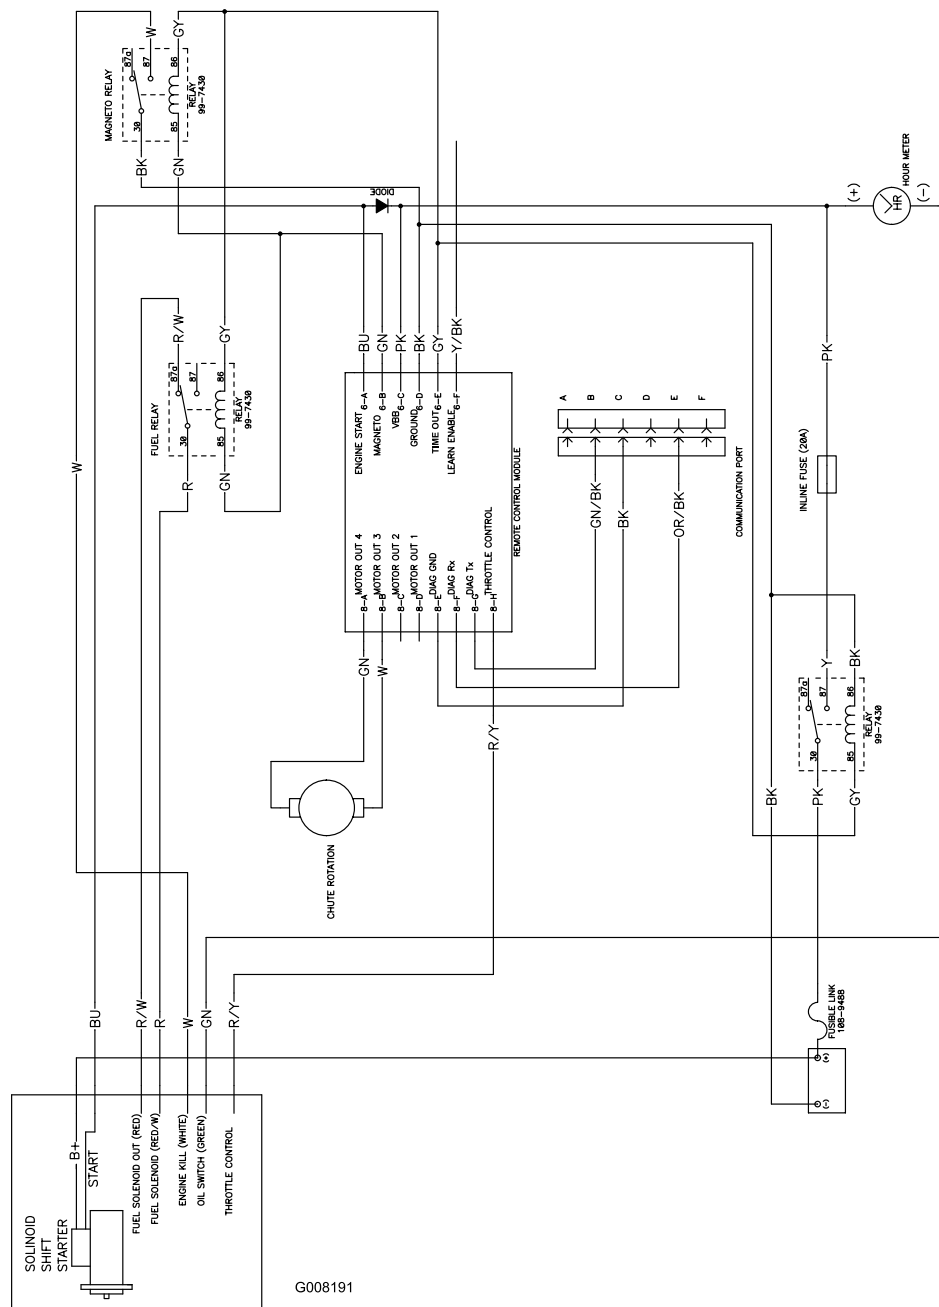 W
W
GY
87a
87
86
MAGNETO RELAY
RELAY
99-7430
30
85
BK
GN
DIODE
(+)
HR
HOUR METER
(-)
W
R/W
GY
87a
87
86
FUEL RELAY
RELAY
99-7430
30
85
R
GN
BU
GN
PK
BK
GY
Y/BK
6-A
6-B
6-C
6-D
6-E
6-F
ENGINE START
MAGNETO
VBB
GROUND
TIME OUT
LEARN ENABLE
REMOTE CONTROL MODULE
MOTOR OUT 4
MOTOR OUT 3
MOTOR OUT 2
MOTOR OUT 1
DIAG GND
DIAG Rx
DIAG Tx
THROTTLE CONTROL
8-A
8-B
8-C
8-D
8-E
8-F
8-G
8-H
A
B
C
D
E
F
COMMUNICATION PORT
GN/BK
BK
OR/BK
PK
INLINE FUSE (20A)
GN
W
R/Y
CHUTE ROTATION
Y
BK
87a
87
86
RELAY
99-7430
30
85
BK
PK
GY
FUSIBLE LINK
108-9488
(+)
(-)
BU
R/W
R
W
GN
R/Y
B+
START
FUEL SOLENOID OUT (RED)
FUEL SOLENOID (RED/W)
ENGINE KILL (WHITE)
OIL SWITCH (GREEN)
THROTTLE CONTROL
SOLINOID
SHIFT
STARTER
G008191